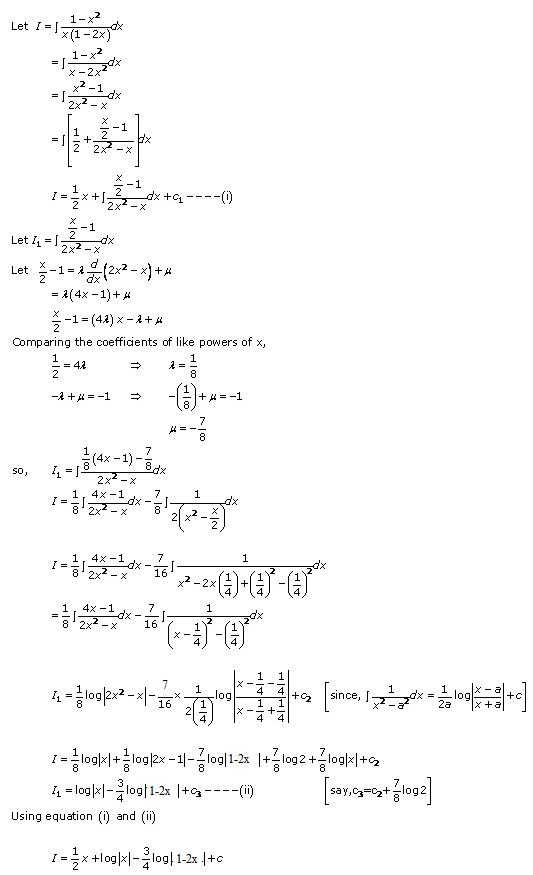 Let I = ∫ (1 − x²)/(x(1 − 2x)) dx
= ∫ (1 − x²)/(x − 2x²) dx
= ∫ (x² − 1)/(2x² − x) dx
= ∫ [1/2 + (x/2 − 1)/(2x² − x)] dx
I = 1/2 x + ∫ (x/2 − 1)/(2x² − x) dx + c₁ − − − − (i)
Let I₁ = ∫ (x/2 − 1)/(2x² − x) dx
Let x/2 − 1 = λ d/dx (2x² − x) + μ
= λ(4x − 1) + μ
x/2 − 1 = (4λ) x − λ + μ
Comparing the coefficients of like powers of x,
1/2 = 4λ ⇒ λ = 1/8
−λ + μ = −1 ⇒ −(1/8) + μ = −1
μ = −7/8
so, I₁ = ∫ (1/8 (4x − 1) − 7/8)/(2x² − x) dx
I = 1/8 ∫ (4x − 1)/(2x² − x) dx − 7/8 ∫ 1/(2(x² − x/2)) dx
I = 1/8 ∫ (4x − 1)/(2x² − x) dx − 7/16 ∫ 1/(x² − 2x(1/4) + (1/4)² − (1/4)²) dx
= 1/8 ∫ (4x − 1)/(2x² − x) dx − 7/16 ∫ 1/((x − 1/4)² − (1/4)²) dx
I₁ = 1/8 log|2x² − x| − 7/16 × 1/(2(1/4)) log|(x − 1/4 − 1/4)/(x − 1/4 + 1/4)| + c₂ [since, ∫ 1/(x² − a²) dx = 1/2a log|(x − a)/(x + a)| + c]
I = 1/8 log|x| + 1/8 log|2x − 1| − 7/8 log|1-2x | + 7/8 log 2 + 7/8 log|x| + c₂
I₁ = log|x| − 3/4 log| 1-2x | + c₃ − − − − (ii) [say, c₃ = c₂ + 7/8 log 2]
Using equation (i) and (ii)
I = 1/2 x + log|x| − 3/4 log| 1-2x | + c